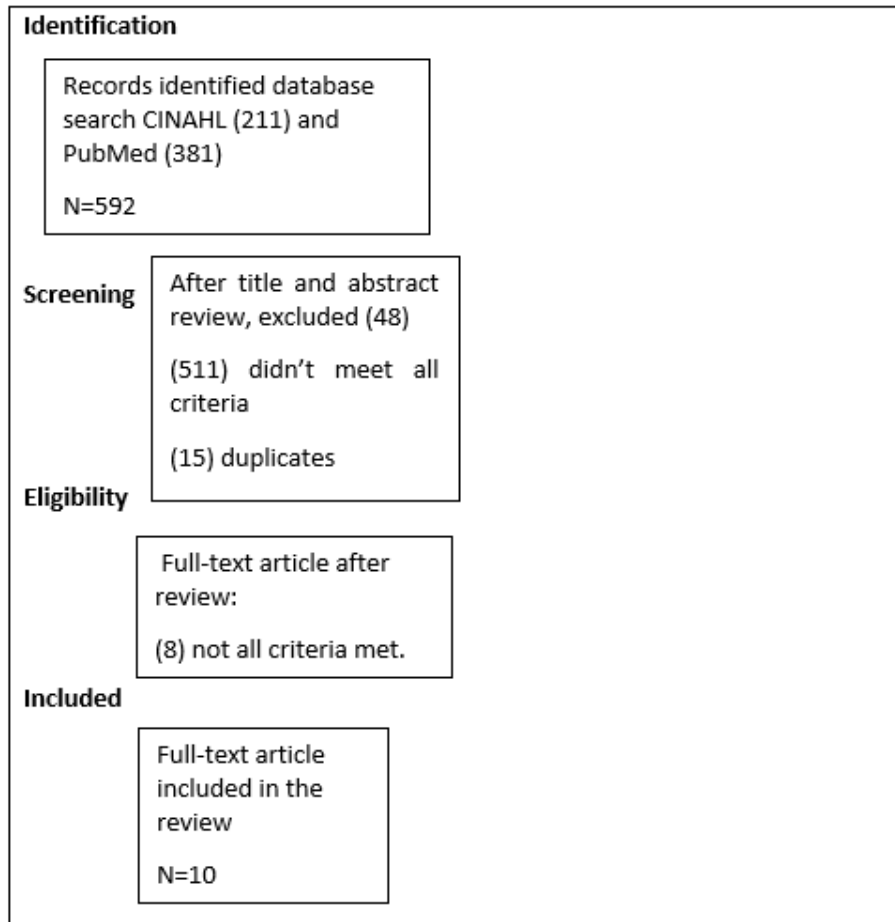 Identification
Records identified database
search CINAHL (211) and
PubMed (381)
N=592
Screening
After title and abstract
review, excluded (48)
(511) didn’t meet all
criteria
(15) duplicates
Eligibility
Full-text article after
review:
(8) not all criteria met.
Included
Full-text article
included in the
review
N=10